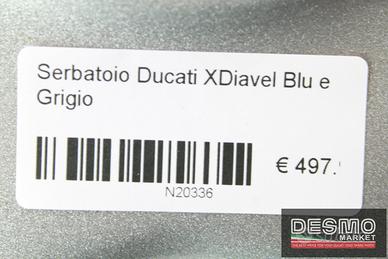 Serbatoio Ducati XDiavel Blu e
Grigio
€ 497.
N20336
DESMO
MARKET